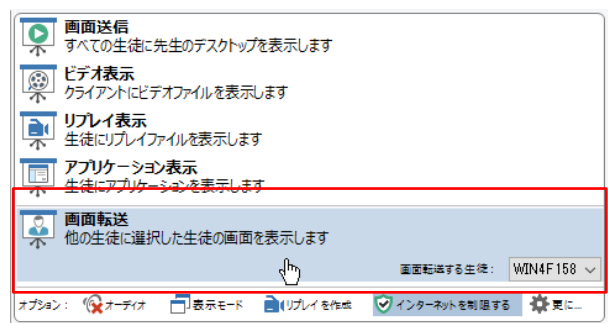 画面送信
すべての生徒に先生のデスクトップを表示します
ビデオ表示
クライアントにビデオファイルを表示します
リプレイ表示
生徒にリプレイファイルを表示します
アプリケーション表示
生徒にアプリケーションを表示します
画面転送
他の生徒に選択した生徒の画面を表示します
画面転送する生徒: WIN4F158
オプション: オーディオ 表示モード リプレイを作成 インターネットを制限する 更に...